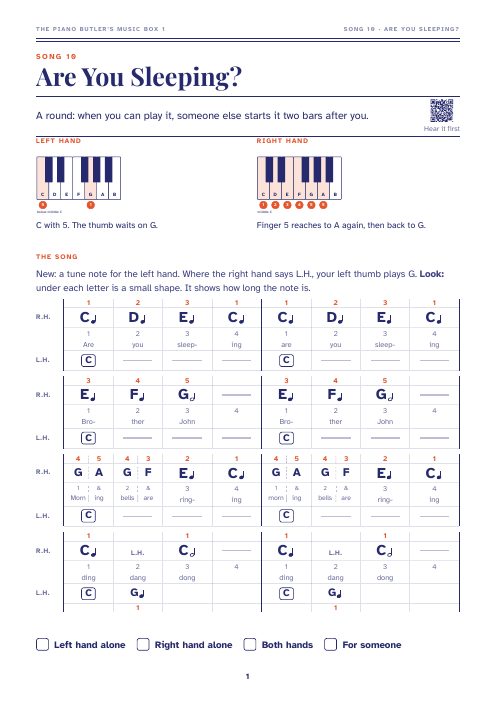 THE PIANO BUTLER'S MUSIC BOX 1
SONG 10 · ARE YOU SLEEPING?
SONG 10
Are You Sleeping?
A round: when you can play it, someone else starts it two bars after you.
Hear it first
LEFT HAND
RIGHT HAND
C D E F G A B
C D E F G A B
5 1
1 2 3 4 5 5
C with 5. The thumb waits on G.
Finger 5 reaches to A again, then back to G.
THE SONG
New: a tune note for the left hand. Where the right hand says L.H., your left thumb plays G. Look:
under each letter is a small shape. It shows how long the note is.
1 2 3 1 1 2 3 1
R.H. C D E C C D E C
1 2 3 4 1 2 3 4
Are you sleep- ing are you sleep- ing
L.H. C C
3 4 5 3 4 5
R.H. E F G E F G
1 2 3 4 1 2 3 4
Bro- ther John Bro- ther John
L.H. C C
4 5 4 3 2 1 4 5 4 3 2 1
R.H. G A G F E C G A G F E C
1 & 2 & 3 4 1 & 2 & 3 4
Morn ing bells are ring- ing morn ing bells are ring- ing
L.H. C C
1 1 1 1
R.H. C L.H. C C L.H. C
1 2 3 4 1 2 3 4
ding dang dong ding dang dong
L.H. C G C G
1 1
Left hand alone Right hand alone Both hands For someone
1